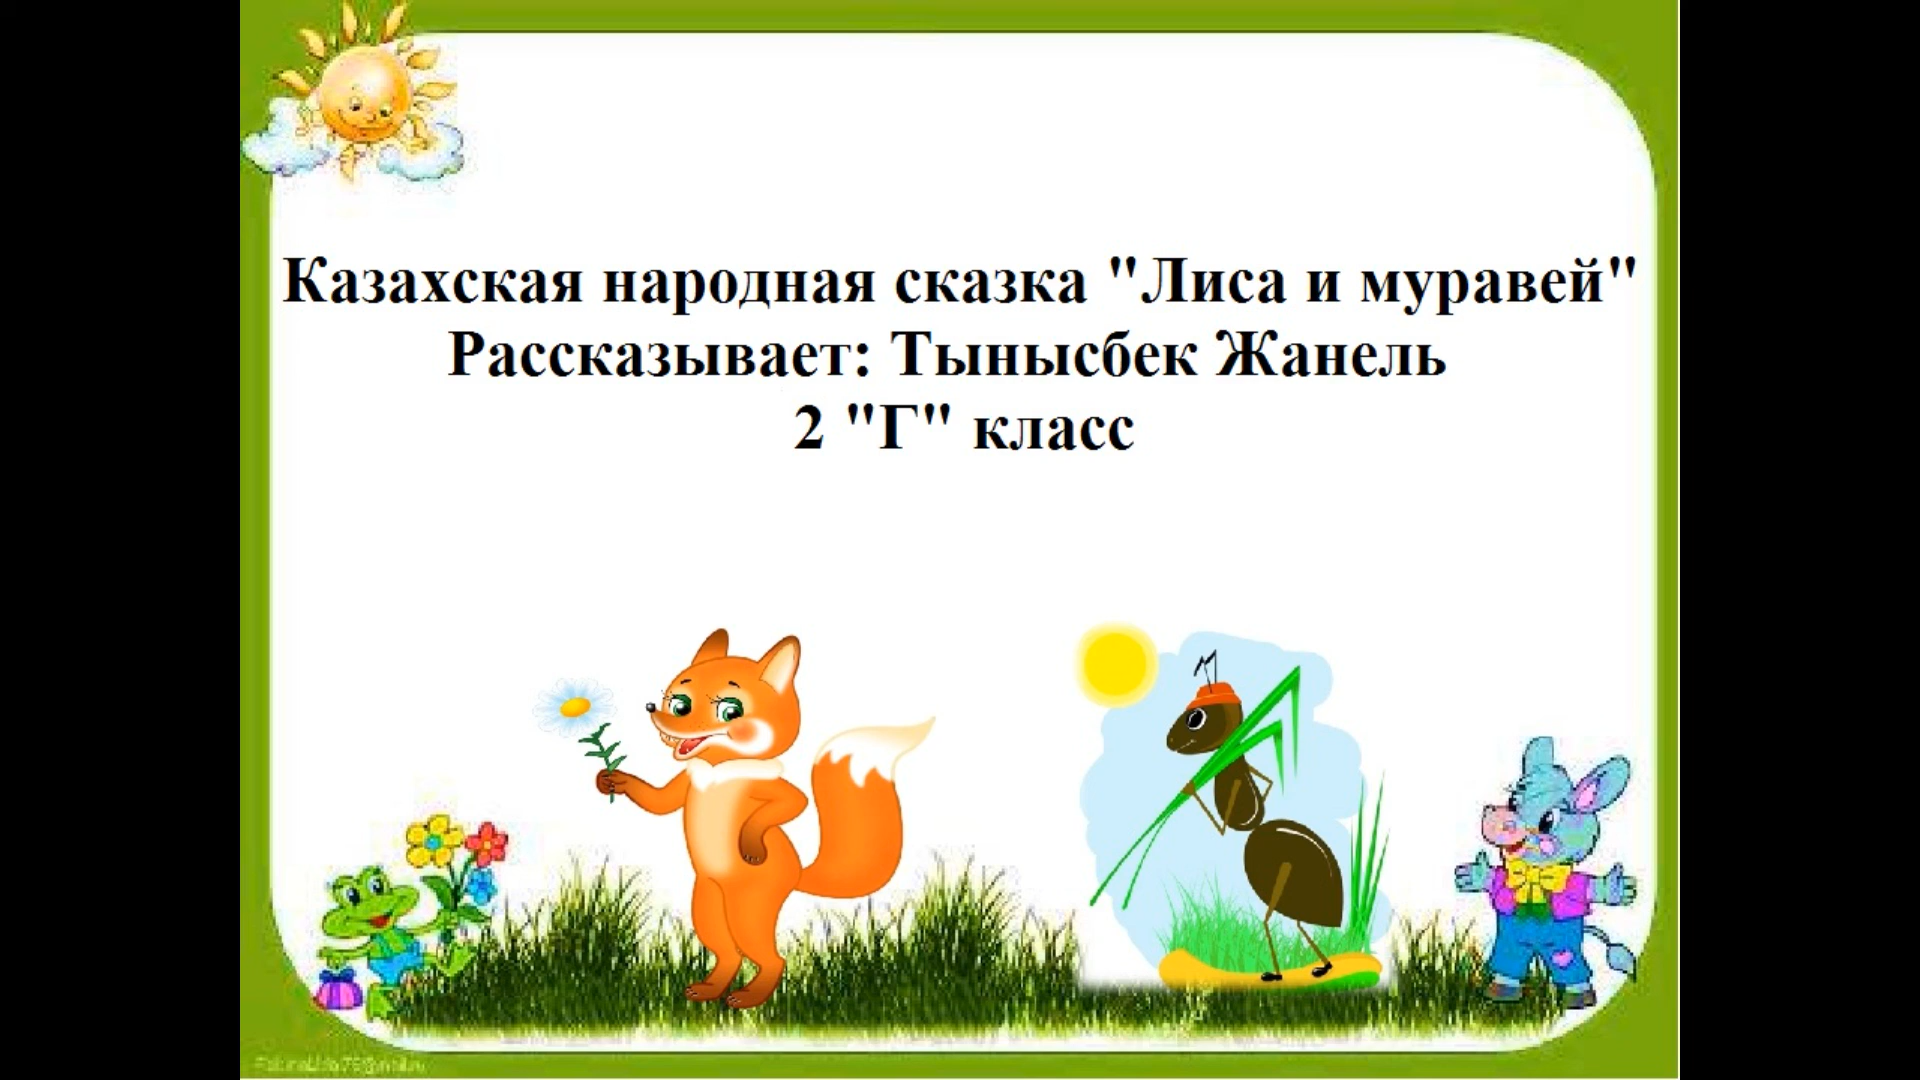 Казахская народная сказка "Лиса и муравей"
Рассказывает: Тынысбек Жанель
2 "Г" класс